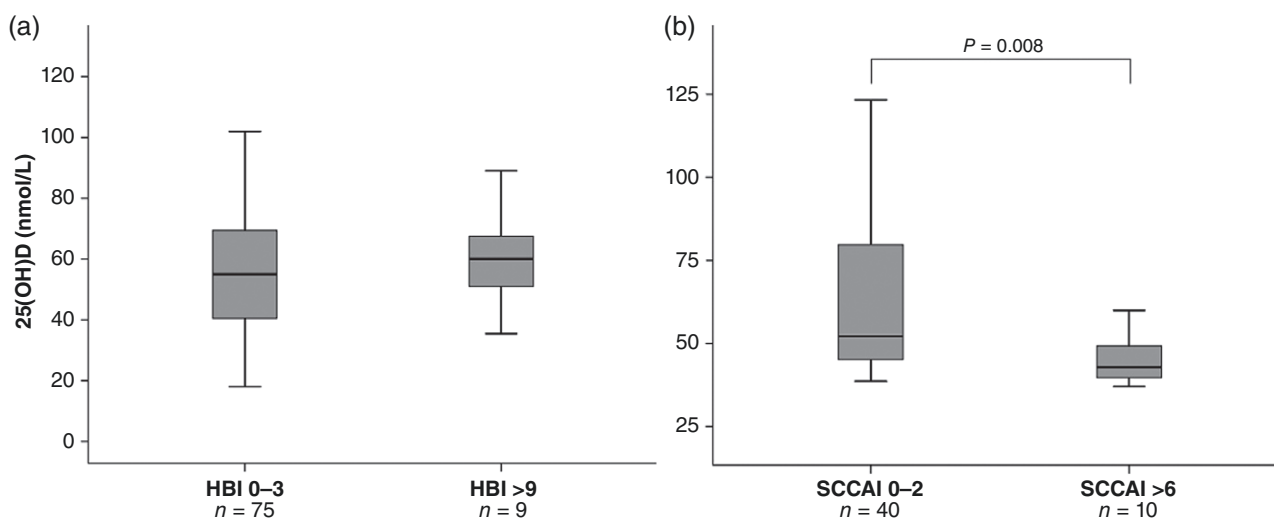 (a)
25(OH)D (nmol/L)
120
100
80
60
40
20
0
HBI 0–3
n = 75
HBI >9
n = 9
(b)
P = 0.008
125
100
75
50
25
SCCAI 0–2
n = 40
SCCAI >6
n = 10